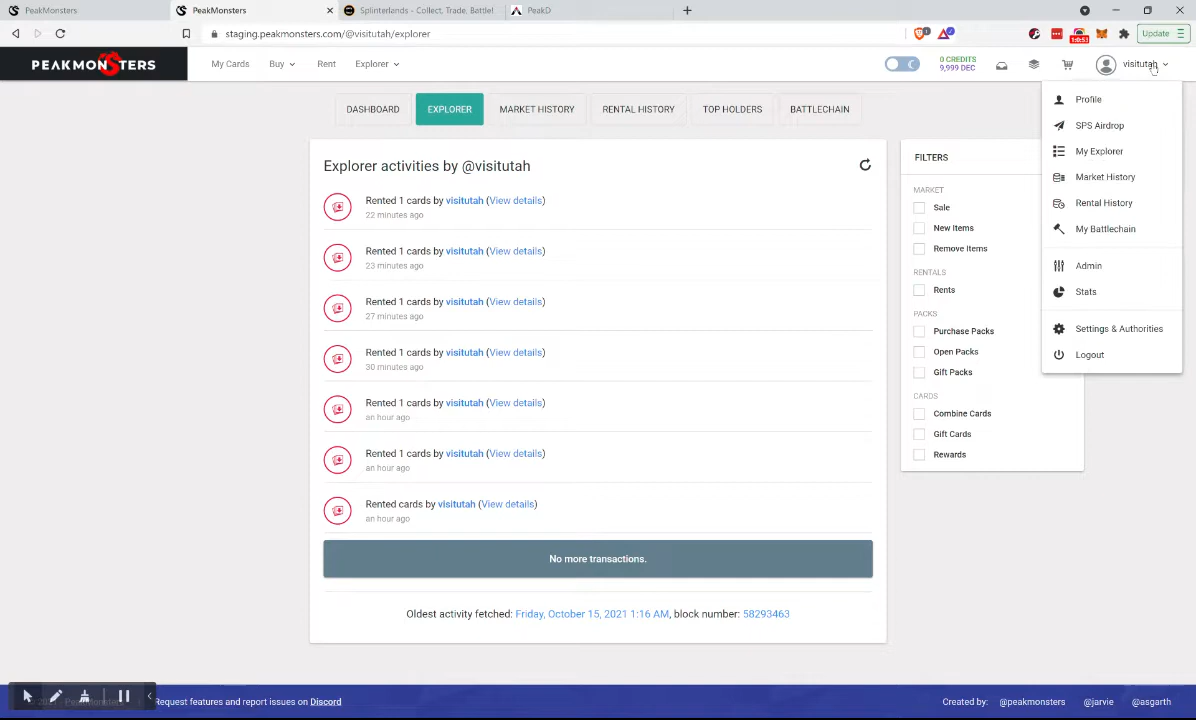 PeakMonsters
PeakMonsters
Splinterlands - Collect, Trade, Battle!
PeakD
staging.peakmonsters.com/@visitutah/explorer
Update
PEAKMONSTERS
My Cards
Buy
Rent
Explorer
0 CREDITS
9,999 DEC
visitutah
DASHBOARD
EXPLORER
MARKET HISTORY
RENTAL HISTORY
TOP HOLDERS
BATTLECHAIN
Profile
SPS Airdrop
My Explorer
Market History
Rental History
My Battlechain
Admin
Stats
Settings & Authorities
Logout
Explorer activities by @visitutah
Rented 1 cards by visitutah (View details)
22 minutes ago
Rented 1 cards by visitutah (View details)
23 minutes ago
Rented 1 cards by visitutah (View details)
27 minutes ago
Rented 1 cards by visitutah (View details)
30 minutes ago
Rented 1 cards by visitutah (View details)
an hour ago
Rented 1 cards by visitutah (View details)
an hour ago
Rented cards by visitutah (View details)
an hour ago
No more transactions.
Oldest activity fetched: Friday, October 15, 2021 1:16 AM, block number: 58293463
FILTERS
MARKET
Sale
New Items
Remove Items
RENTALS
Rents
PACKS
Purchase Packs
Open Packs
Gift Packs
CARDS
Combine Cards
Gift Cards
Rewards
Request features and report issues on Discord
Created by: @peakmonsters @jarvie @asgarth